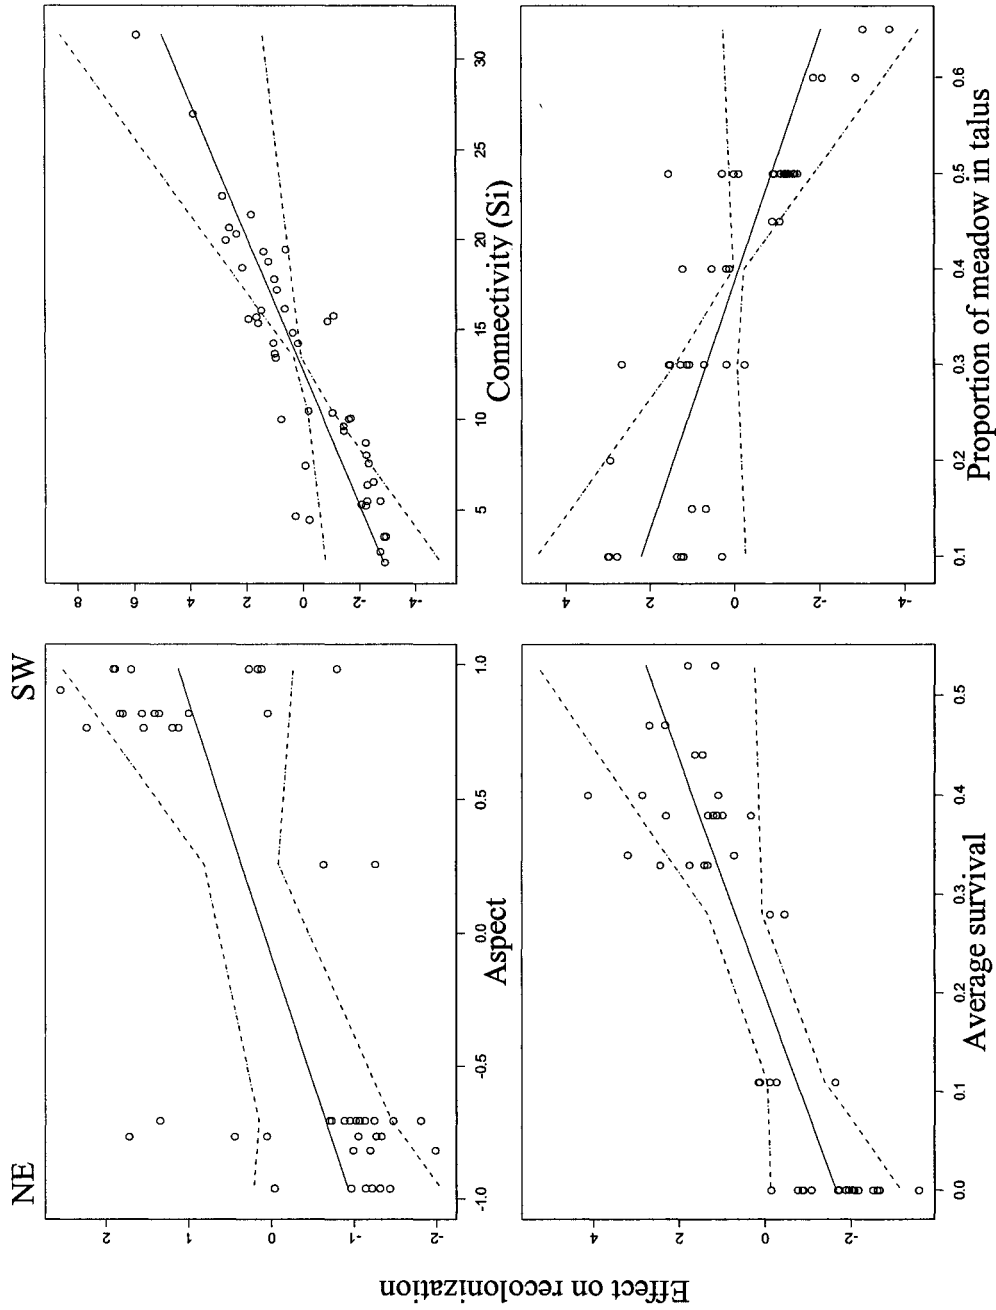 NE SW
2
1
0
-1
-2
-1.0 -0.5 0.0 0.5 1.0
Aspect
8
6
4
2
0
-2
-4
5 10 15 20 25 30
Connectivity (Si)
Effect on recolonization
4
2
0
-2
0.0 0.1 0.2 0.3 0.4 0.5
Average survival
4
2
0
-2
-4
0.1 0.2 0.3 0.4 0.5 0.6
Proportion of meadow in talus